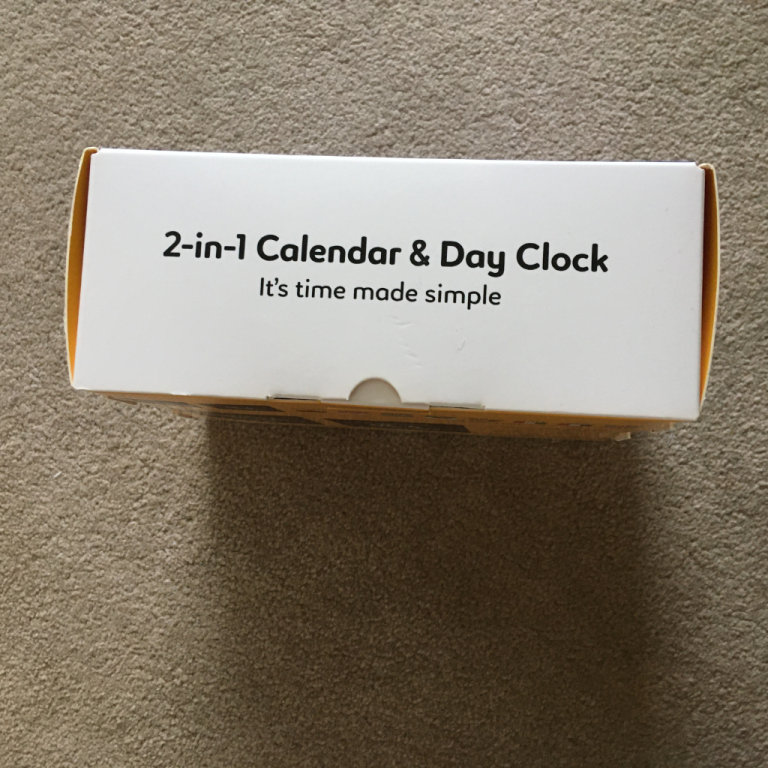 2-in-1 Calendar & Day Clock
It's time made simple